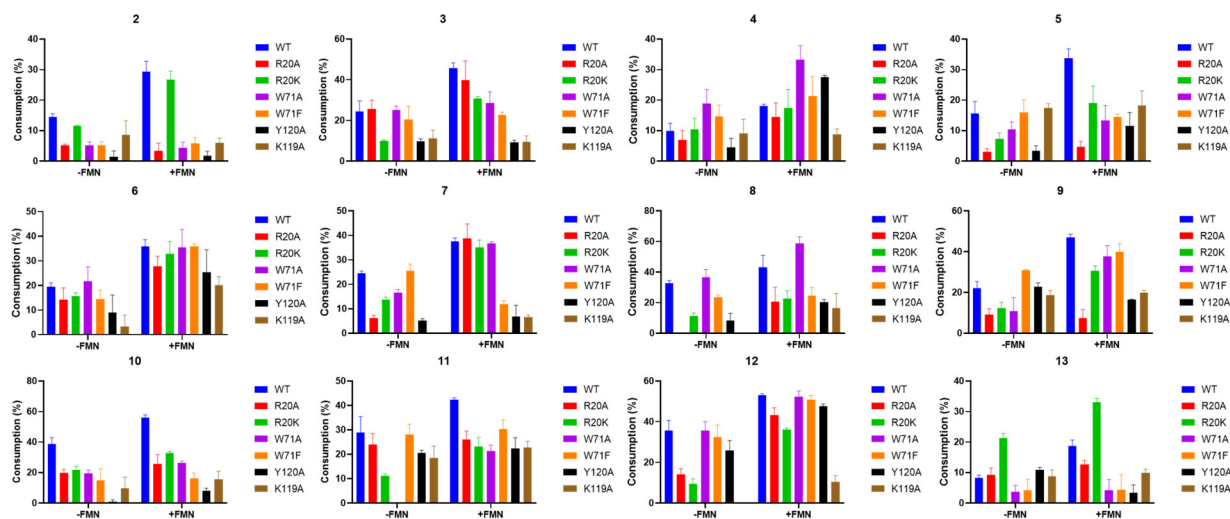 2
Consumption (%)
40
30
20
10
0
-FMN
+FMN
WT
R20A
R20K
W71A
W71F
Y120A
K119A
3
Consumption (%)
60
40
20
0
-FMN
+FMN
WT
R20A
R20K
W71A
W71F
Y120A
K119A
4
Consumption (%)
40
30
20
10
0
-FMN
+FMN
WT
R20A
R20K
W71A
W71F
Y120A
K119A
5
Consumption (%)
40
30
20
10
0
-FMN
+FMN
WT
R20A
R20K
W71A
W71F
Y120A
K119A
6
Consumption (%)
50
40
30
20
10
0
-FMN
+FMN
WT
R20A
R20K
W71A
W71F
Y120A
K119A
7
Consumption (%)
50
40
30
20
10
0
-FMN
+FMN
WT
R20A
R20K
W71A
W71F
Y120A
K119A
8
Consumption (%)
80
60
40
20
0
-FMN
+FMN
WT
R20A
R20K
W71A
W71F
Y120A
K119A
9
Consumption (%)
60
40
20
0
-FMN
+FMN
WT
R20A
R20K
W71A
W71F
Y120A
K119A
10
Consumption (%)
80
60
40
20
0
-FMN
+FMN
WT
R20A
R20K
W71A
W71F
Y120A
K119A
11
Consumption (%)
50
40
30
20
10
0
-FMN
+FMN
WT
R20A
R20K
W71A
W71F
Y120A
K119A
12
Consumption (%)
60
40
20
0
-FMN
+FMN
WT
R20A
R20K
W71A
W71F
Y120A
K119A
13
Consumption (%)
40
30
20
10
0
-FMN
+FMN
WT
R20A
R20K
W71A
W71F
Y120A
K119A